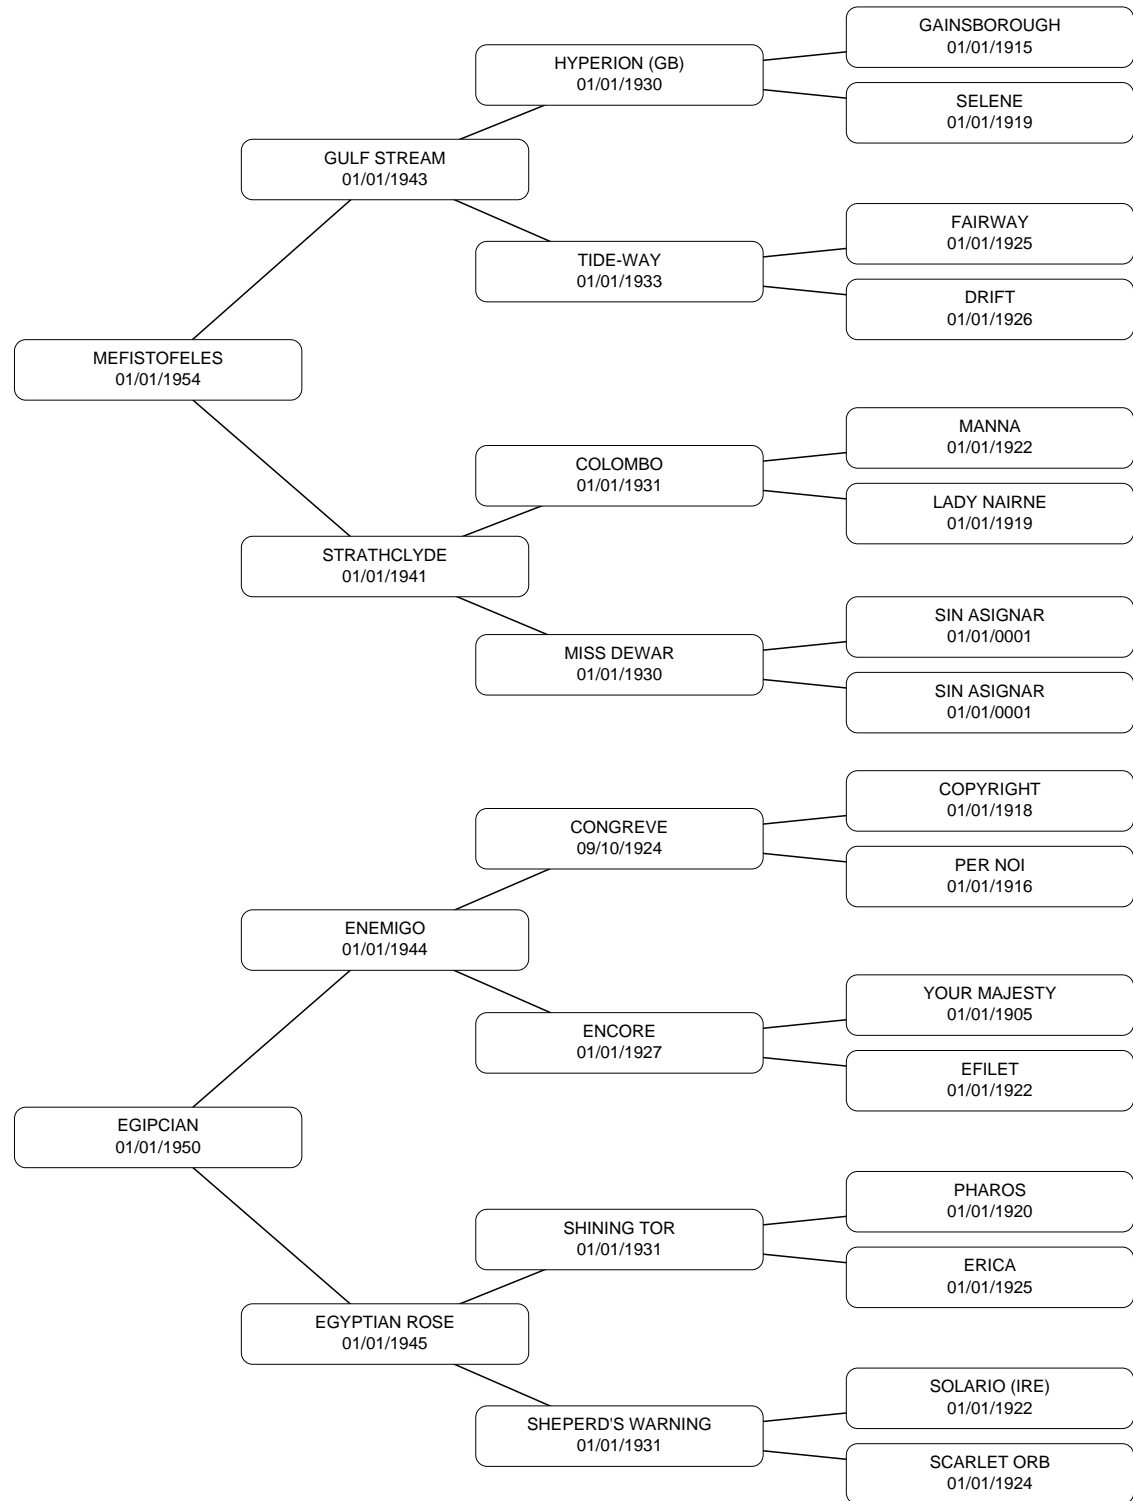 GAINSBOROUGH
01/01/1915
HYPERION (GB)
01/01/1930
SELENE
01/01/1919
GULF STREAM
01/01/1943
FAIRWAY
01/01/1925
TIDE-WAY
01/01/1933
DRIFT
01/01/1926
MEFISTOFELES
01/01/1954
MANNA
01/01/1922
COLOMBO
01/01/1931
LADY NAIRNE
01/01/1919
STRATHCLYDE
01/01/1941
SIN ASIGNAR
01/01/0001
MISS DEWAR
01/01/1930
SIN ASIGNAR
01/01/0001
COPYRIGHT
01/01/1918
CONGREVE
09/10/1924
PER NOI
01/01/1916
ENEMIGO
01/01/1944
YOUR MAJESTY
01/01/1905
ENCORE
01/01/1927
EFILET
01/01/1922
EGIPCIAN
01/01/1950
PHAROS
01/01/1920
SHINING TOR
01/01/1931
ERICA
01/01/1925
EGYPTIAN ROSE
01/01/1945
SOLARIO (IRE)
01/01/1922
SHEPERD'S WARNING
01/01/1931
SCARLET ORB
01/01/1924